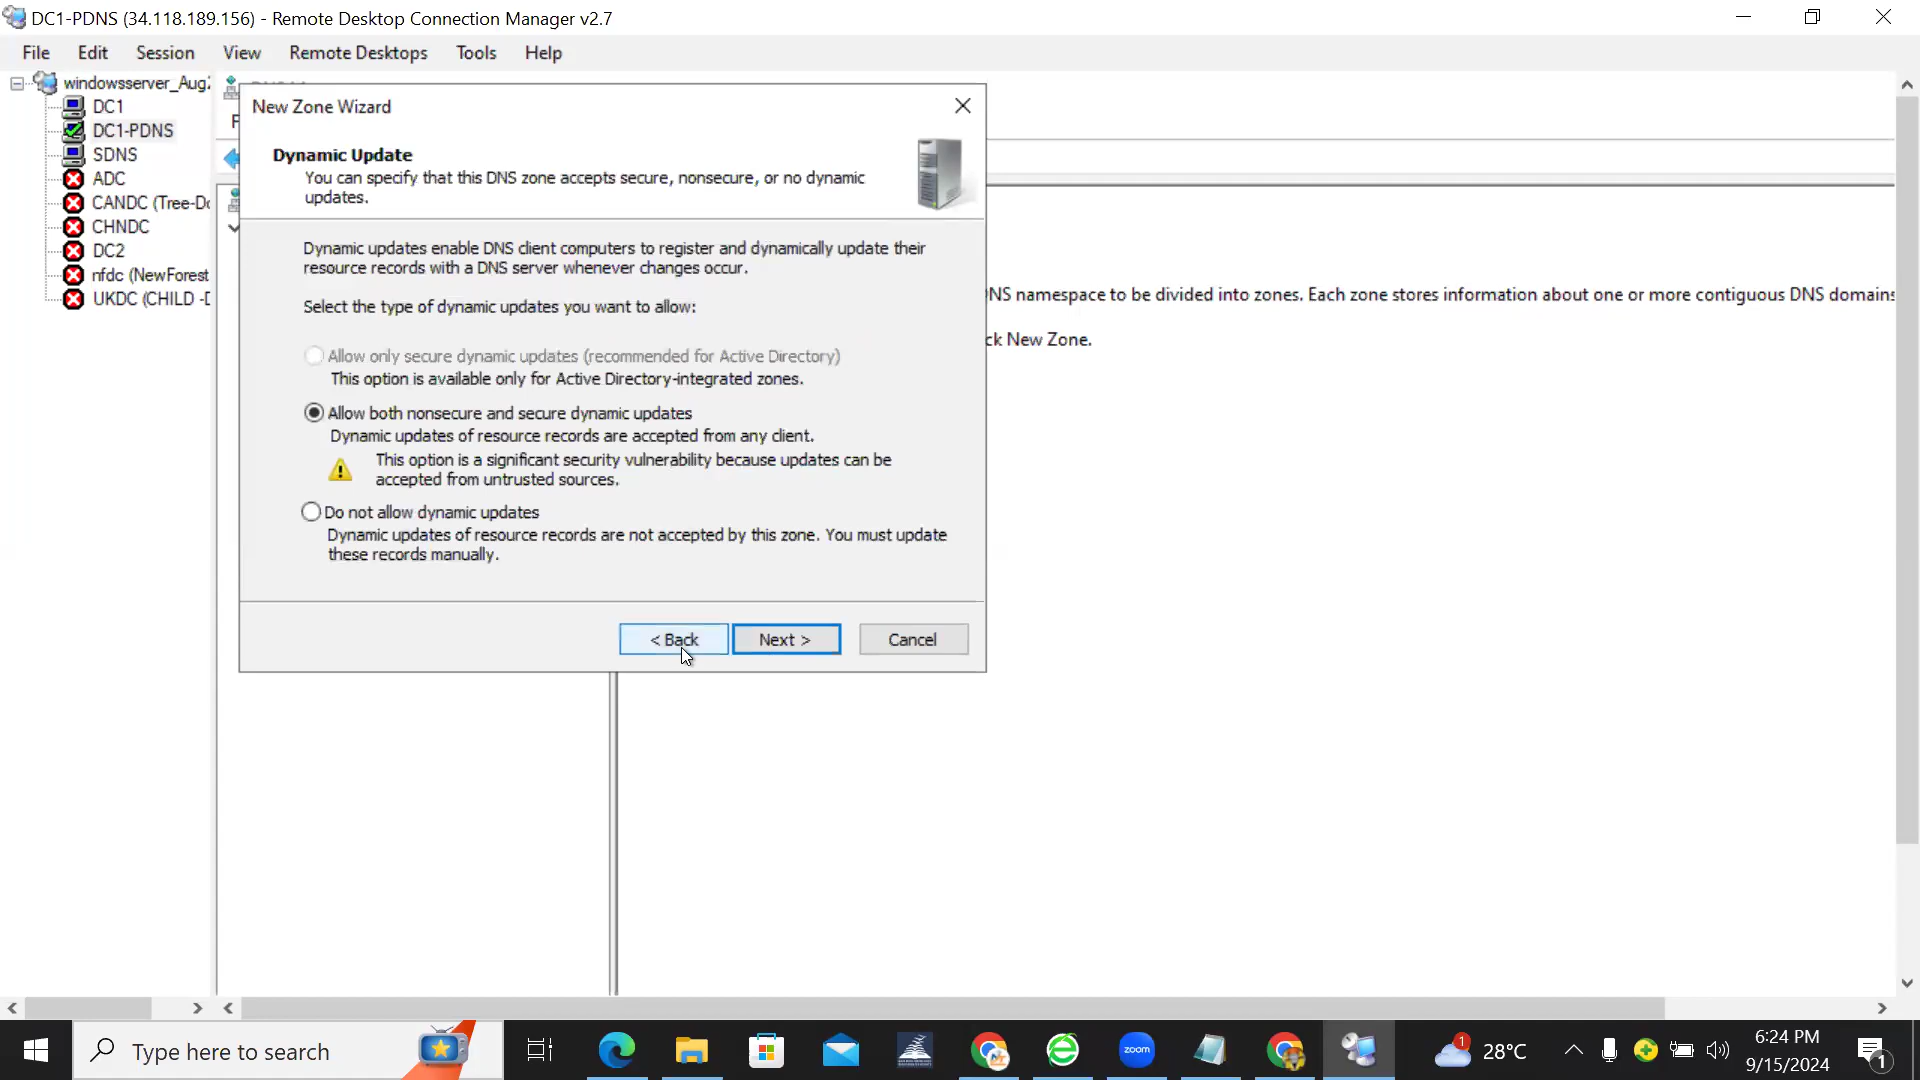 DC1-PDNS (34.118.189.156) - Remote Desktop Connection Manager v2.7
File Edit Session View Remote Desktops Tools Help
windowsserver_Aug
DC1
DC1-PDNS
SDNS
ADC
CANDC (Tree-Do
CHNDC
DC2
nfdc (NewForest
UKDC (CHILD -D
F
New Zone Wizard
Dynamic Update
You can specify that this DNS zone accepts secure, nonsecure, or no dynamic
updates.
Dynamic updates enable DNS client computers to register and dynamically update their
resource records with a DNS server whenever changes occur.
Select the type of dynamic updates you want to allow:
Allow only secure dynamic updates (recommended for Active Directory)
This option is available only for Active Directory-integrated zones.
Allow both nonsecure and secure dynamic updates
Dynamic updates of resource records are accepted from any client.
This option is a significant security vulnerability because updates can be
accepted from untrusted sources.
Do not allow dynamic updates
Dynamic updates of resource records are not accepted by this zone. You must update
these records manually.
< Back Next > Cancel
NS namespace to be divided into zones. Each zone stores information about one or more contiguous DNS domains
ck New Zone.
Type here to search
zoom
1
28°C
6:24 PM
9/15/2024
1